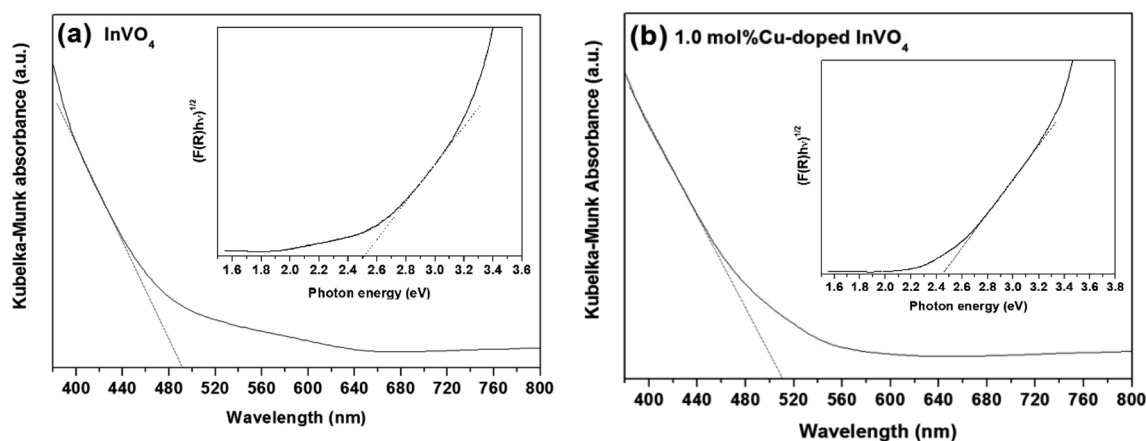 (a) InVO4
Kubelka-Munk absorbance (a.u.)
(F(R)hν)1/2
1.6 1.8 2.0 2.2 2.4 2.6 2.8 3.0 3.2 3.4 3.6
Photon energy (eV)
400 440 480 520 560 600 640 680 720 760 800
Wavelength (nm)
(b) 1.0 mol%Cu-doped InVO4
Kubelka-Munk Absorbance (a.u.)
(F(R)hν)1/2
1.6 1.8 2.0 2.2 2.4 2.6 2.8 3.0 3.2 3.4 3.6 3.8
Photon energy (eV)
400 440 480 520 560 600 640 680 720 760 800
Wavelength (nm)